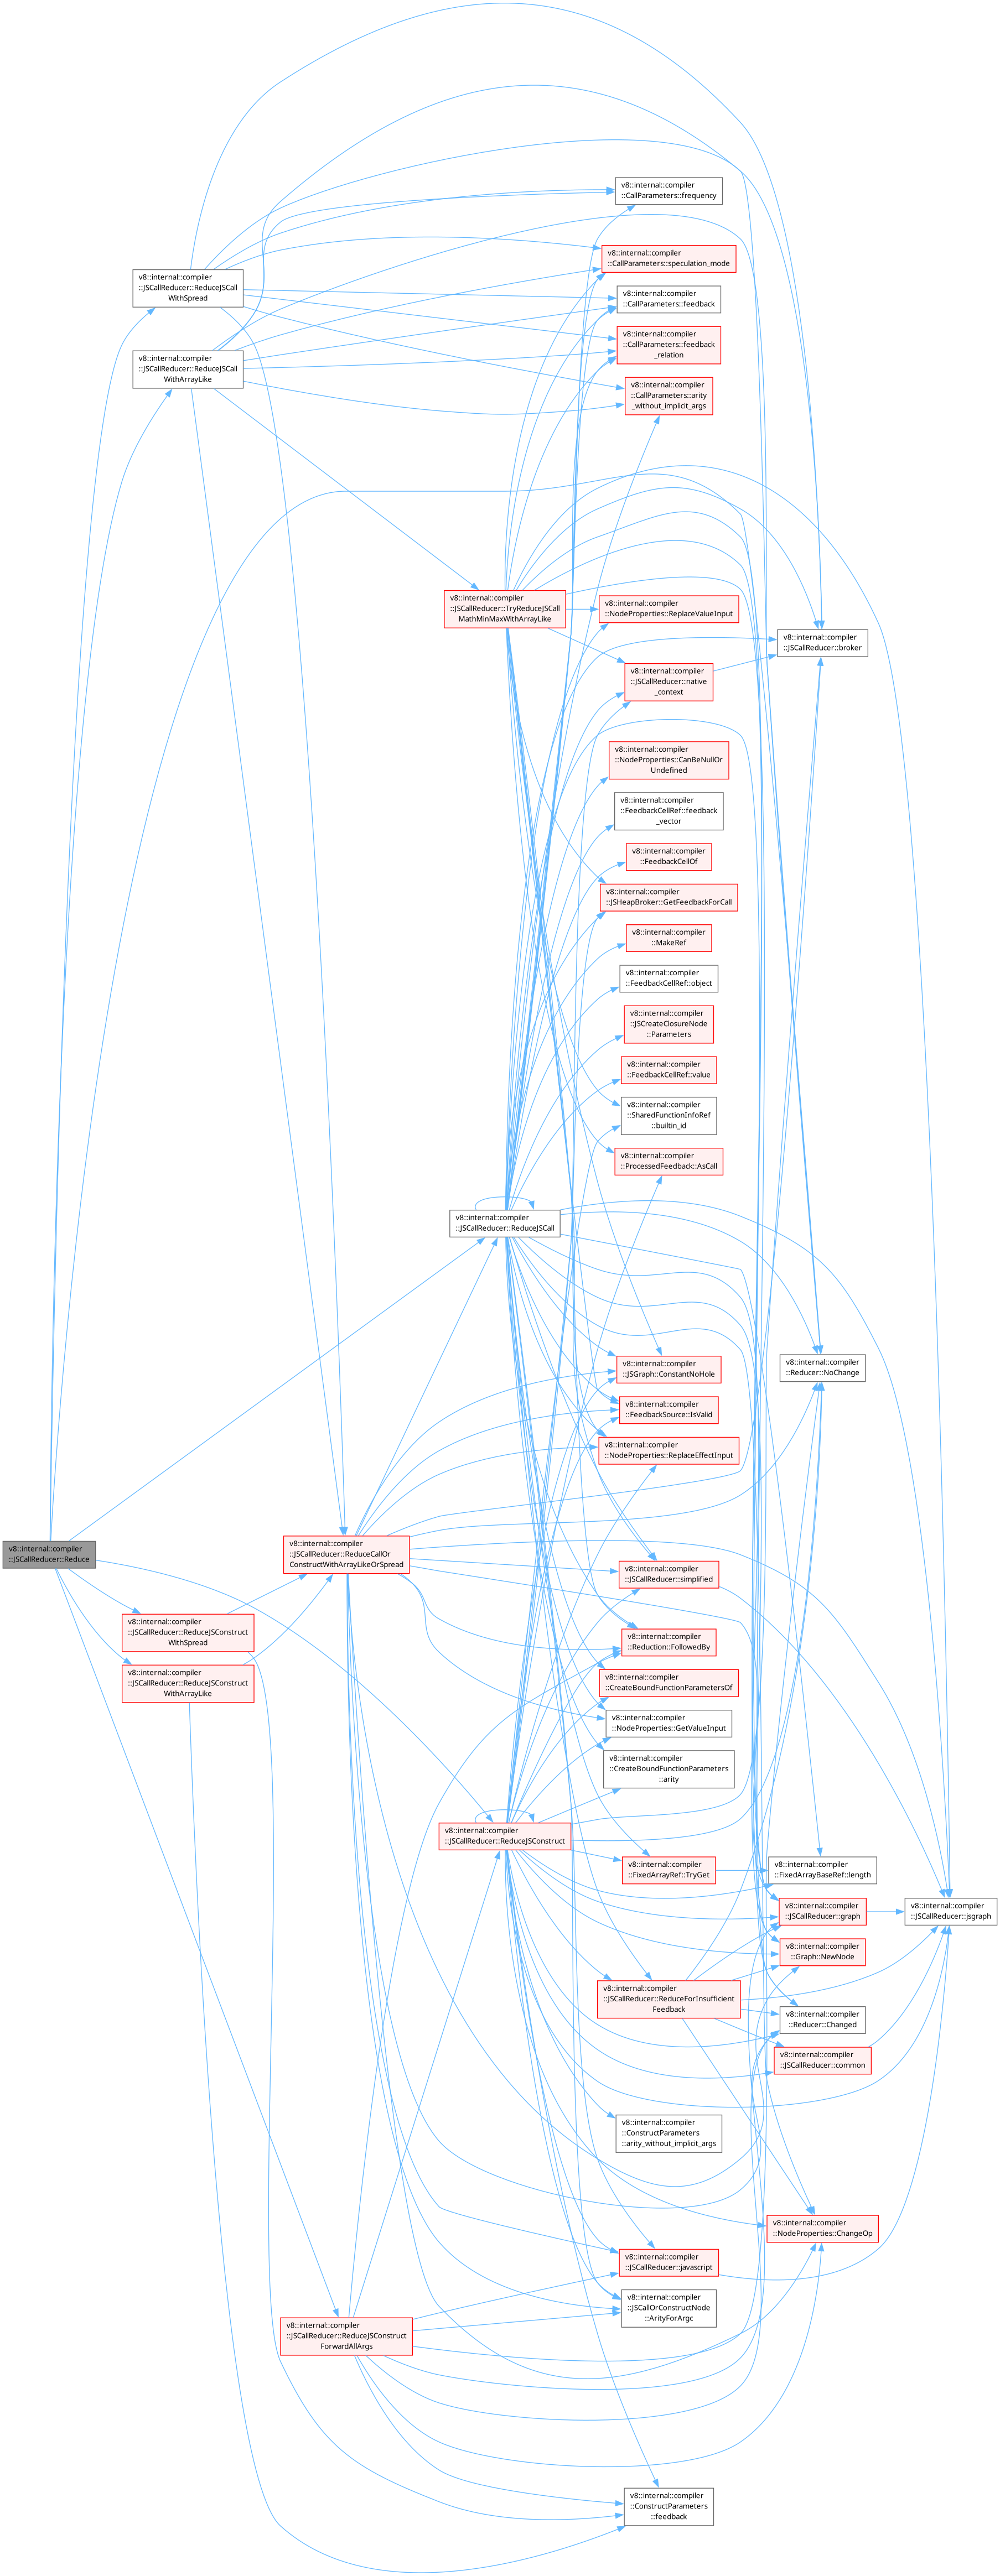 v8::internal::compiler
::CallParameters::frequency
v8::internal::compiler
::CallParameters::speculation_mode
v8::internal::compiler
::JSCallReducer::ReduceJSCall
WithSpread
v8::internal::compiler
::CallParameters::feedback
v8::internal::compiler
::CallParameters::feedback
_relation
v8::internal::compiler
::JSCallReducer::ReduceJSCall
WithArrayLike
v8::internal::compiler
::CallParameters::arity
_without_implicit_args
v8::internal::compiler
::JSCallReducer::TryReduceJSCall
MathMinMaxWithArrayLike
v8::internal::compiler
::NodeProperties::ReplaceValueInput
v8::internal::compiler
::JSCallReducer::broker
v8::internal::compiler
::JSCallReducer::native
_context
v8::internal::compiler
::NodeProperties::CanBeNullOr
Undefined
v8::internal::compiler
::FeedbackCellRef::feedback
_vector
v8::internal::compiler
::FeedbackCellOf
v8::internal::compiler
::JSHeapBroker::GetFeedbackForCall
v8::internal::compiler
::MakeRef
v8::internal::compiler
::FeedbackCellRef::object
v8::internal::compiler
::JSCreateClosureNode
::Parameters
v8::internal::compiler
::FeedbackCellRef::value
v8::internal::compiler
::SharedFunctionInfoRef
::builtin_id
v8::internal::compiler
::ProcessedFeedback::AsCall
v8::internal::compiler
::JSCallReducer::ReduceJSCall
v8::internal::compiler
::JSGraph::ConstantNoHole
v8::internal::compiler
::Reducer::NoChange
v8::internal::compiler
::FeedbackSource::IsValid
v8::internal::compiler
::NodeProperties::ReplaceEffectInput
v8::internal::compiler
::JSCallReducer::Reduce
v8::internal::compiler
::JSCallReducer::ReduceCallOr
ConstructWithArrayLikeOrSpread
v8::internal::compiler
::JSCallReducer::simplified
v8::internal::compiler
::JSCallReducer::ReduceJSConstruct
WithSpread
v8::internal::compiler
::Reduction::FollowedBy
v8::internal::compiler
::JSCallReducer::ReduceJSConstruct
WithArrayLike
v8::internal::compiler
::CreateBoundFunctionParametersOf
v8::internal::compiler
::NodeProperties::GetValueInput
v8::internal::compiler
::CreateBoundFunctionParameters
::arity
v8::internal::compiler
::JSCallReducer::ReduceJSConstruct
v8::internal::compiler
::FixedArrayRef::TryGet
v8::internal::compiler
::FixedArrayBaseRef::length
v8::internal::compiler
::JSCallReducer::graph
v8::internal::compiler
::JSCallReducer::jsgraph
v8::internal::compiler
::Graph::NewNode
v8::internal::compiler
::JSCallReducer::ReduceForInsufficient
Feedback
v8::internal::compiler
::Reducer::Changed
v8::internal::compiler
::JSCallReducer::common
v8::internal::compiler
::ConstructParameters
::arity_without_implicit_args
v8::internal::compiler
::NodeProperties::ChangeOp
v8::internal::compiler
::JSCallReducer::javascript
v8::internal::compiler
::JSCallOrConstructNode
::ArityForArgc
v8::internal::compiler
::JSCallReducer::ReduceJSConstruct
ForwardAllArgs
v8::internal::compiler
::ConstructParameters
::feedback